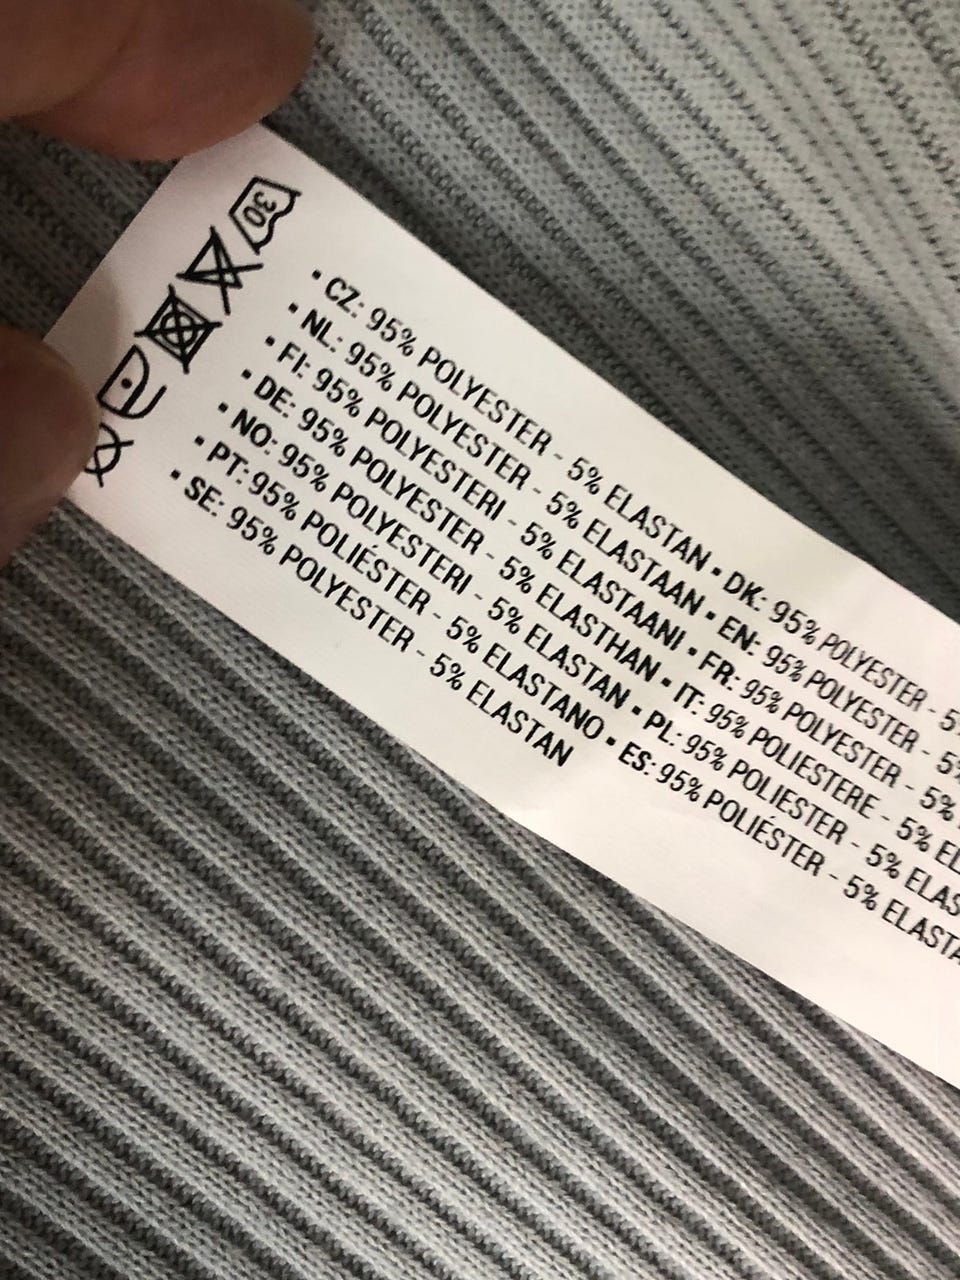 30
▪ CZ: 95% POLYESTER - 5% ELASTAN ▪ DK: 95% POLYESTER -
▪ NL: 95% POLYESTER - 5% ELASTAAN ▪ EN: 95% POLYESTER -
▪ FI: 95% POLYESTERI - 5% ELASTAANI ▪ FR: 95% POLYESTER - 5%
▪ DE: 95% POLYESTER - 5% ELASTHAN ▪ IT: 95% POLIESTERE - 5%
▪ NO: 95% POLYESTERI - 5% ELASTAN ▪ PL: 95% POLIESTER - 5%
▪ PT: 95% POLIÉSTER - 5% ELASTANO ▪ ES: 95% POLIÉSTER - 5%
▪ SE: 95% POLYESTER - 5% ELASTAN